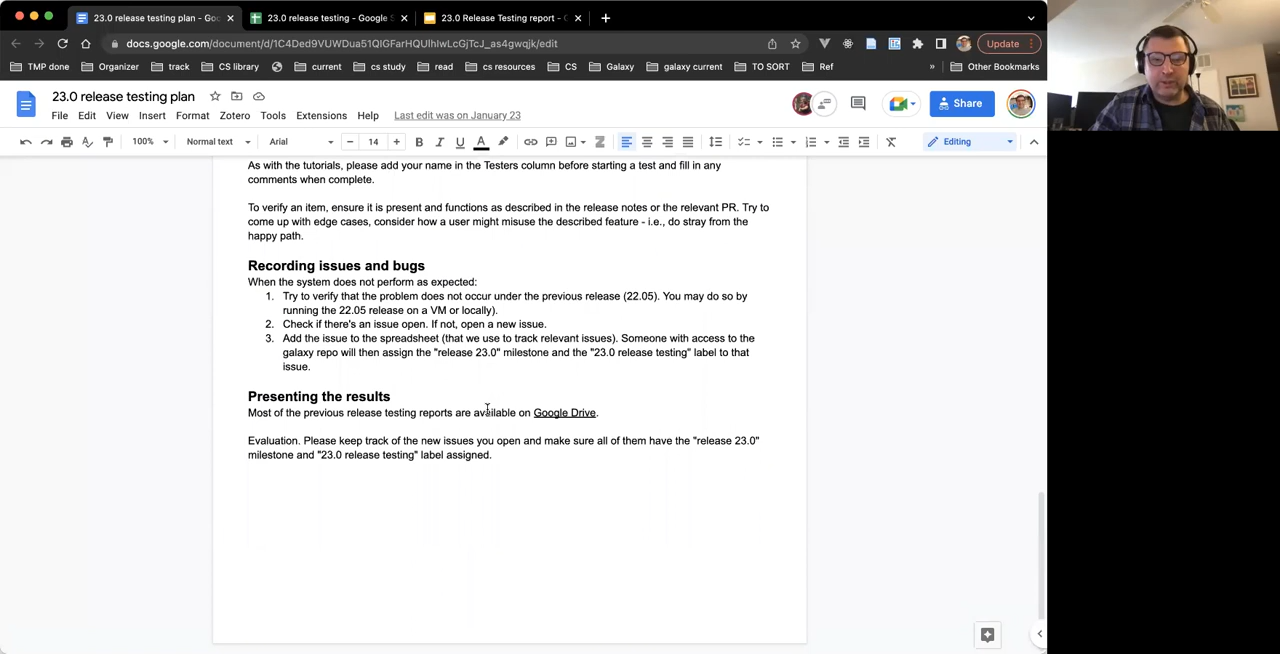 23.0 release testing plan - Goo
23.0 release testing - Google S
23.0 Release Testing report - G
docs.google.com/document/d/1C4Ded9VUWDua51QIGFarHQUIhIwLcGjTcJ_as4gwqjk/edit
Update
TMP done
Organizer
track
CS library
current
cs study
read
cs resources
CS
Galaxy
galaxy current
TO SORT
Ref
»
Other Bookmarks
23.0 release testing plan
File Edit View Insert Format Zotero Tools Extensions Help Last edit was on January 23
Share
100% Normal text Arial 14 B I U A Editing
As with the tutorials, please add your name in the Testers column before starting a test and fill in any
comments when complete.
To verify an item, ensure it is present and functions as described in the release notes or the relevant PR. Try to
come up with edge cases, consider how a user might misuse the described feature - i.e., do stray from the
happy path.
Recording issues and bugs
When the system does not perform as expected:
1. Try to verify that the problem does not occur under the previous release (22.05). You may do so by
running the 22.05 release on a VM or locally).
2. Check if there's an issue open. If not, open a new issue.
3. Add the issue to the spreadsheet (that we use to track relevant issues). Someone with access to the
galaxy repo will then assign the "release 23.0" milestone and the "23.0 release testing" label to that
issue.
Presenting the results
Most of the previous release testing reports are available on Google Drive.
Evaluation. Please keep track of the new issues you open and make sure all of them have the "release 23.0"
milestone and "23.0 release testing" label assigned.